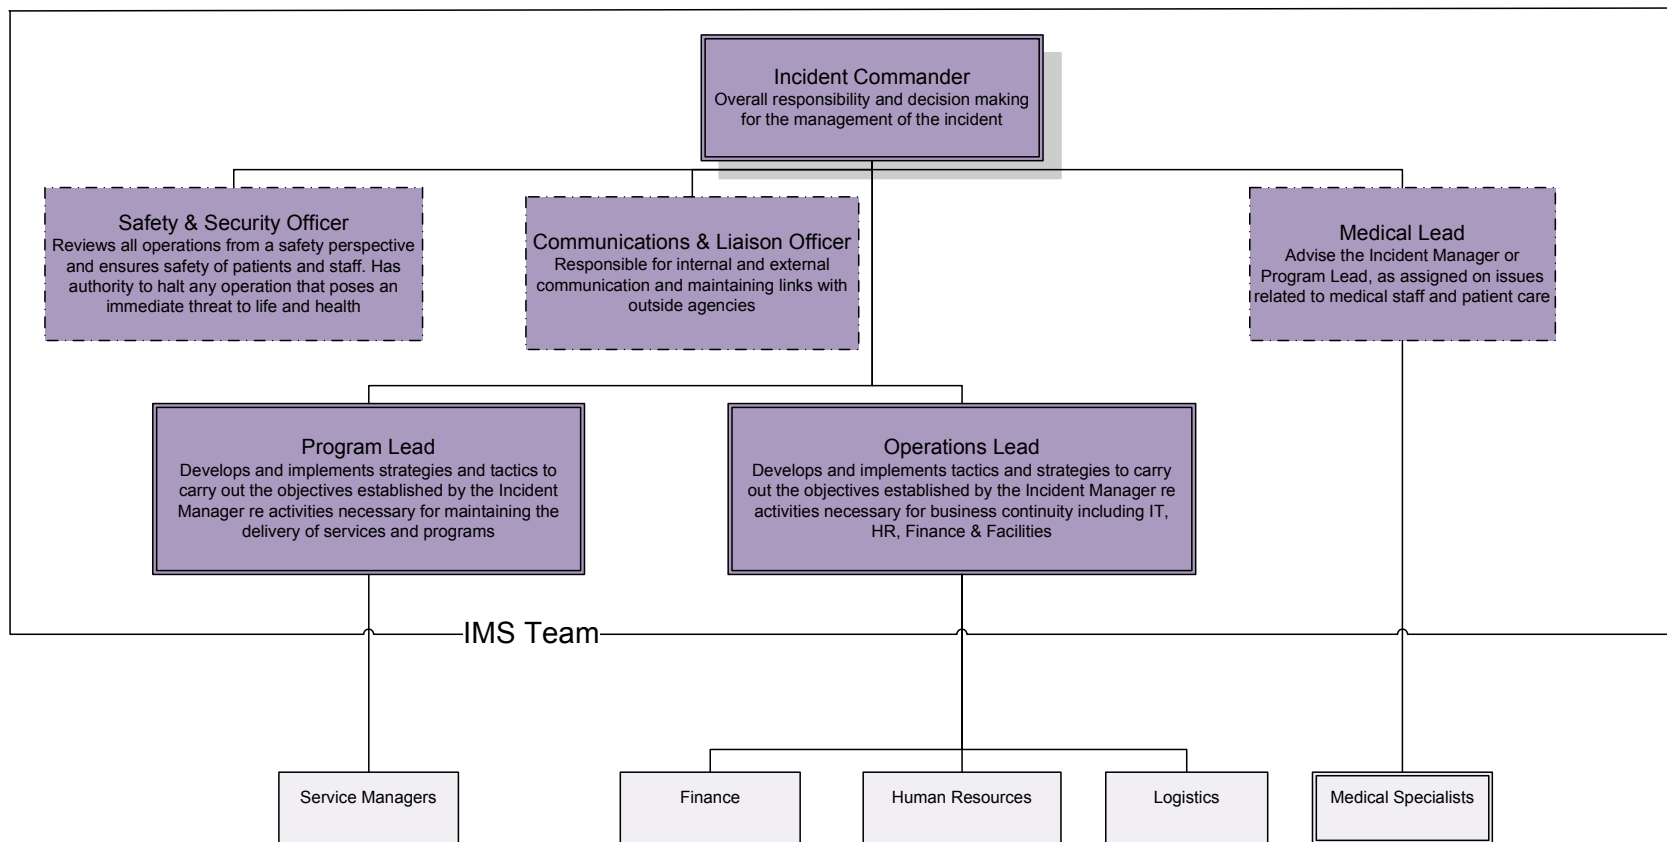 Incident Commander
Overall responsibility and decision making
for the management of the incident
Safety & Security Officer
Reviews all operations from a safety perspective
and ensures safety of patients and staff. Has
authority to halt any operation that poses an
immediate threat to life and health
Communications & Liaison Officer
Responsible for internal and external
communication and maintaining links with
outside agencies
Medical Lead
Advise the Incident Manager or
Program Lead, as assigned on issues
related to medical staff and patient care
Program Lead
Develops and implements strategies and tactics to
carry out the objectives established by the Incident
Manager re activities necessary for maintaining the
delivery of services and programs
Operations Lead
Develops and implements tactics and strategies to carry
out the objectives established by the Incident Manager re
activities necessary for business continuity including IT,
HR, Finance & Facilities
IMS Team
Service Managers
Finance
Human Resources
Logistics
Medical Specialists